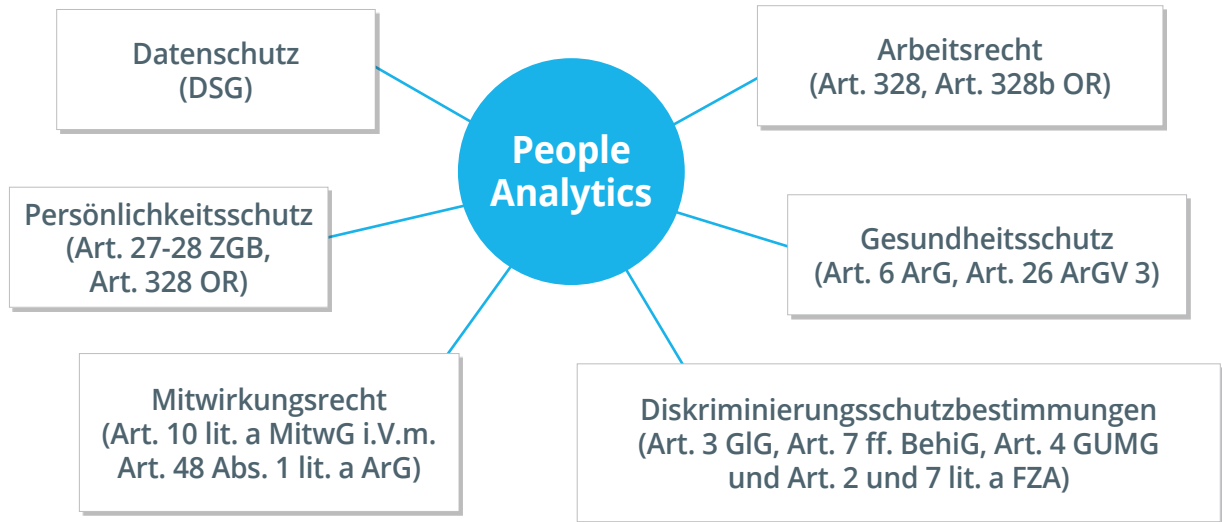 Datenschutz
(DSG)
Arbeitsrecht
(Art. 328, Art. 328b OR)
People
Analytics
Persönlichkeitsschutz
(Art. 27-28 ZGB,
Art. 328 OR)
Gesundheitsschutz
(Art. 6 ArG, Art. 26 ArGV 3)
Mitwirkungsrecht
(Art. 10 lit. a MitwG i.V.m.
Art. 48 Abs. 1 lit. a ArG)
Diskriminierungsschutzbestimmungen
(Art. 3 GlG, Art. 7 ff. BehiG, Art. 4 GUMG
und Art. 2 und 7 lit. a FZA)